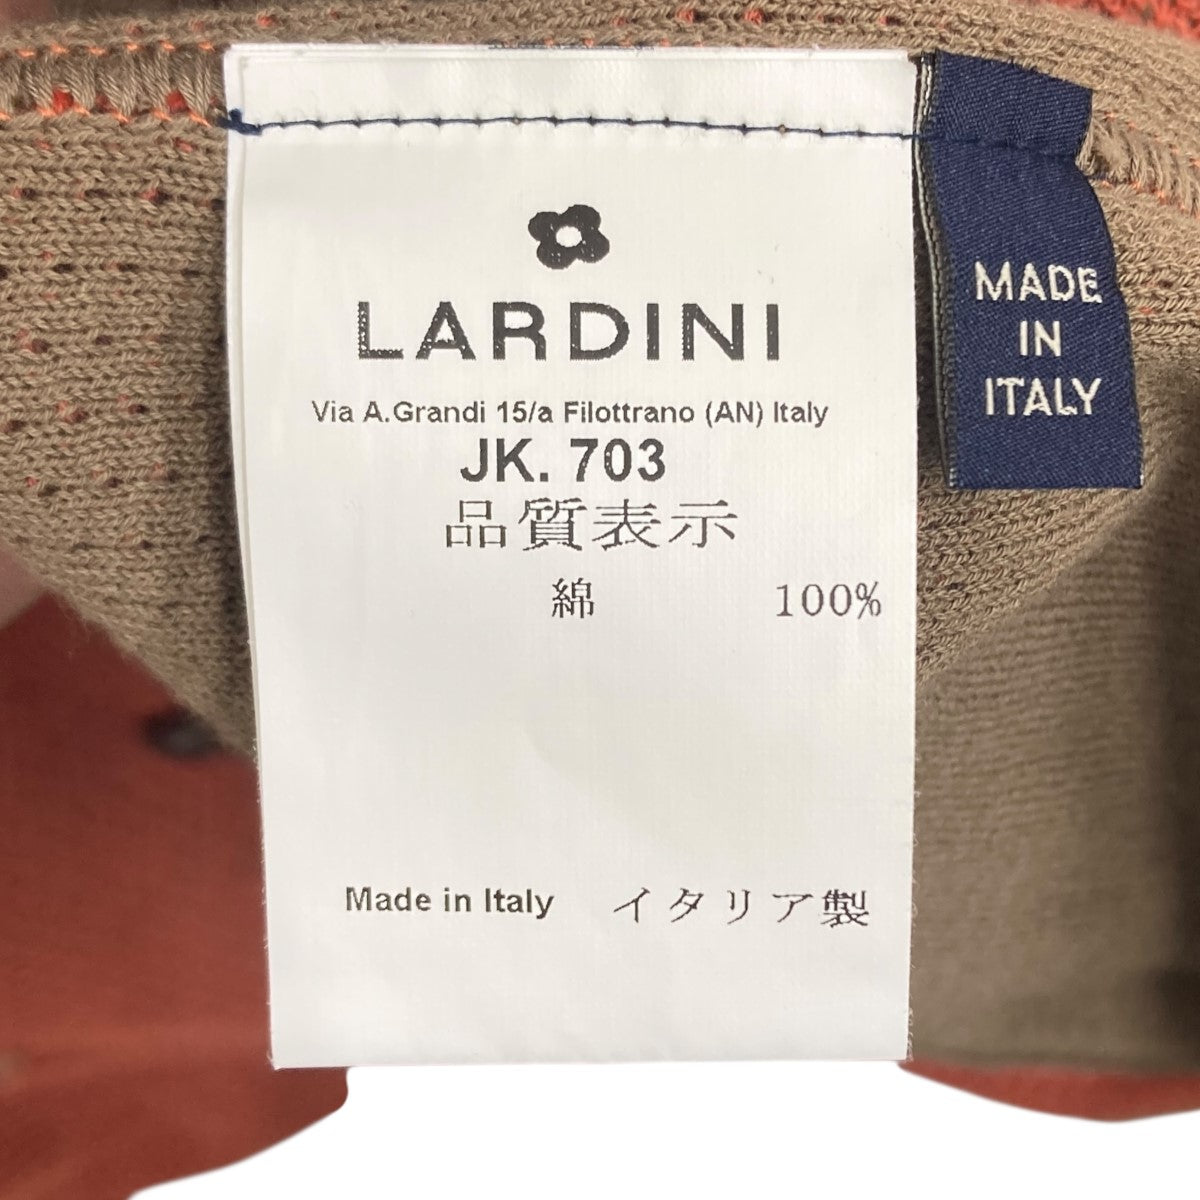 LARDINI
Via A.Grandi 15/a Filottrano (AN) Italy
JK. 703
品質表示
綿 100%
Made in Italy イタリア製
MADE
IN
ITALY